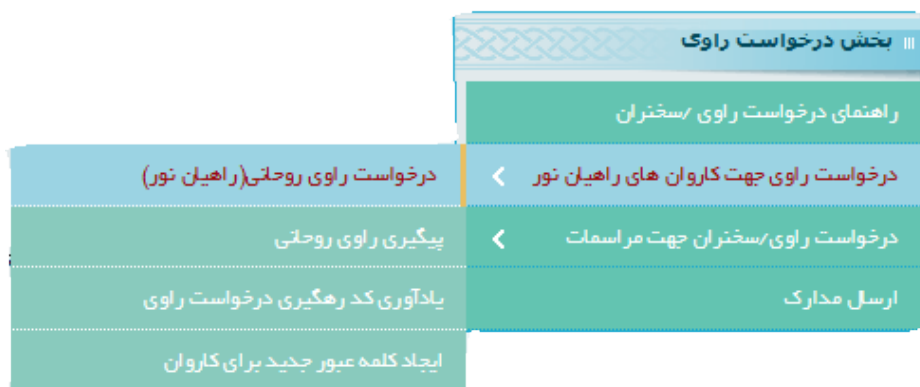 بخش درخواست راوی
راهنمای درخواست راوی /سخنران
درخواست راوی جهت کاروان های راهیان نور
درخواست راوی/سخنران جهت مراسمات
ارسال مدارک
درخواست راوی روحانی(راهیان نور)
پیگیری راوی روحانی
یادآوری کد رهگیری درخواست راوی
ایجاد کلمه عبور جدید برای کاروان